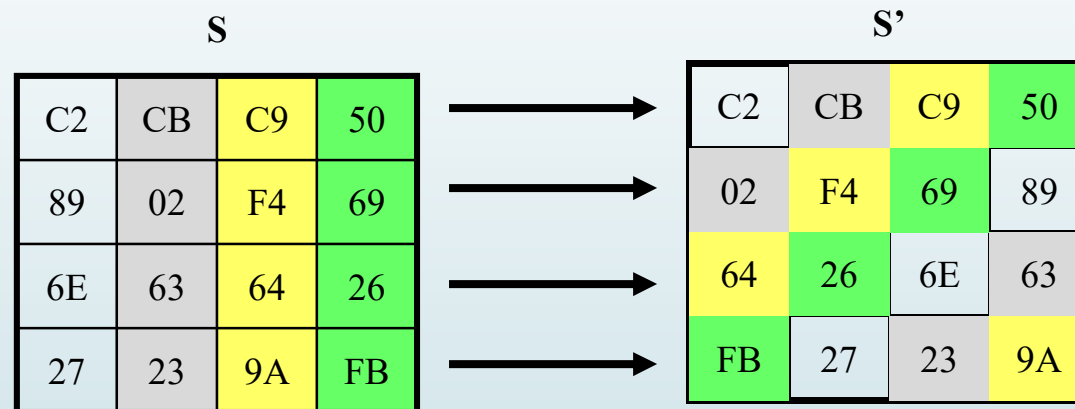 S S’
C2 CB C9 50 C2 CB C9 50
89 02 F4 69 02 F4 69 89
6E 63 64 26 64 26 6E 63
27 23 9A FB FB 27 23 9A